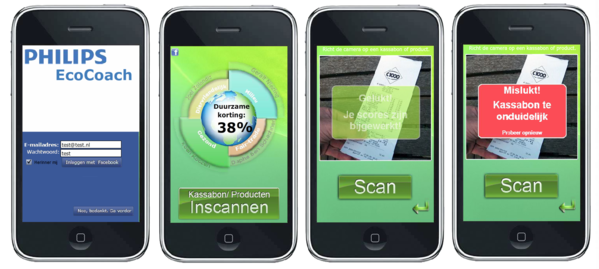 PHILIPS
EcoCoach
E-mailadres: test@test.nl
Wachtwoord: test
Inloggen met Facebook
Nee, bedankt. Ga verder
f
Duurzame
korting:
38%
gezond
Kassabon/ Producten
Inscannen
Richt de camera op een kassabon of product.
Gelukt!
Je scores zijn
bijgewerkt!
Scan
Richt de camera op een kassabon of product.
Mislukt!
Kassabon te
onduidelijk
Probeer opnieuw
Scan